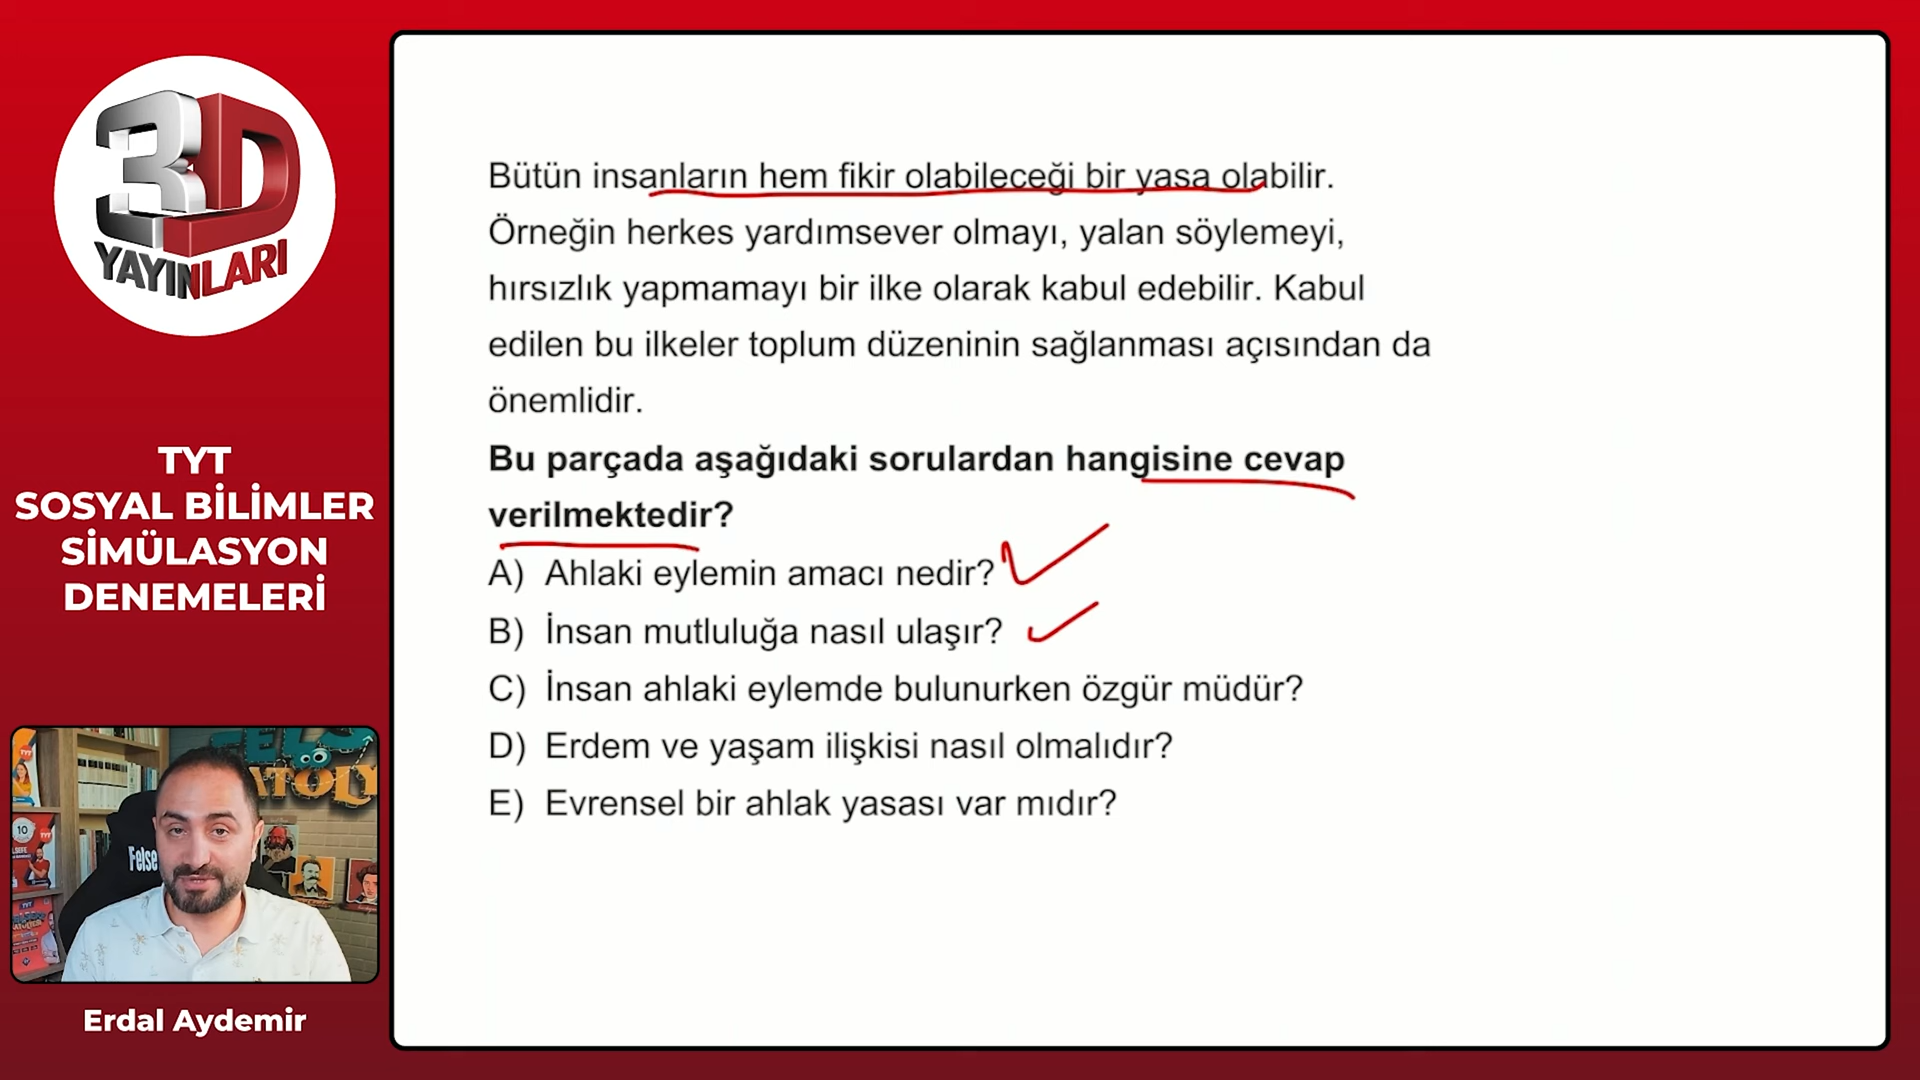 3D
YAYINLARI
TYT
SOSYAL BİLİMLER
SİMÜLASYON
DENEMELERİ
Felse
10
TYT
Erdal Aydemir
Bütün insanların hem fikir olabileceği bir yasa olabilir.
Örneğin herkes yardımsever olmayı, yalan söylemeyi,
hırsızlık yapmamayı bir ilke olarak kabul edebilir. Kabul
edilen bu ilkeler toplum düzeninin sağlanması açısından da
önemlidir.
Bu parçada aşağıdaki sorulardan hangisine cevap
verilmektedir?
A) Ahlaki eylemin amacı nedir?
B) İnsan mutluluğa nasıl ulaşır?
C) İnsan ahlaki eylemde bulunurken özgür müdür?
D) Erdem ve yaşam ilişkisi nasıl olmalıdır?
E) Evrensel bir ahlak yasası var mıdır?